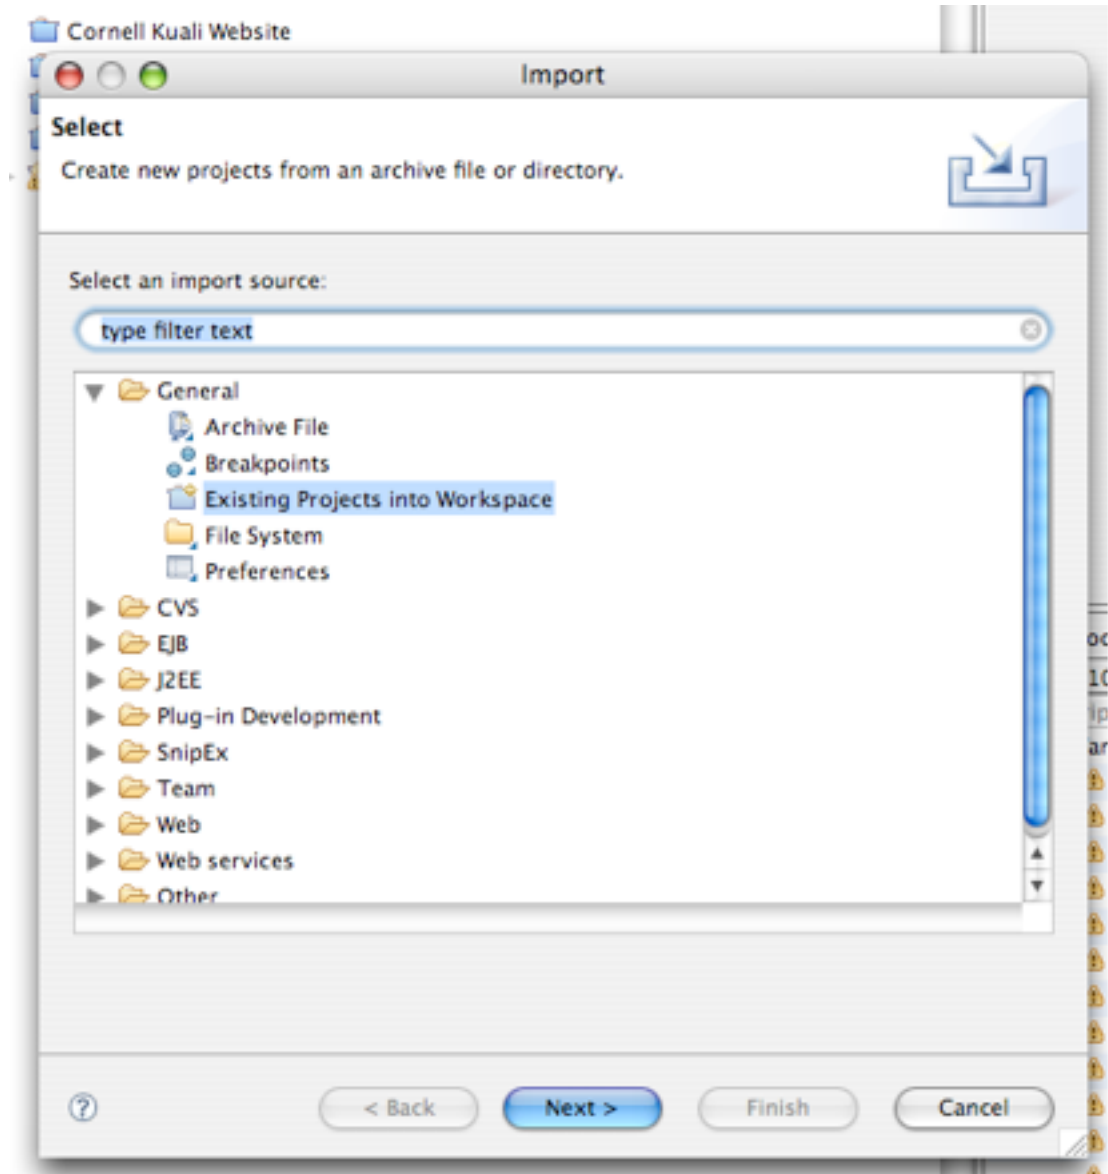 Cornell Kuali Website
Import
Select
Create new projects from an archive file or directory.
Select an import source:
type filter text
General
Archive File
Breakpoints
Existing Projects into Workspace
File System
Preferences
CVS
EJB
J2EE
Plug-in Development
SnipEx
Team
Web
Web services
Other
< Back
Next >
Finish
Cancel